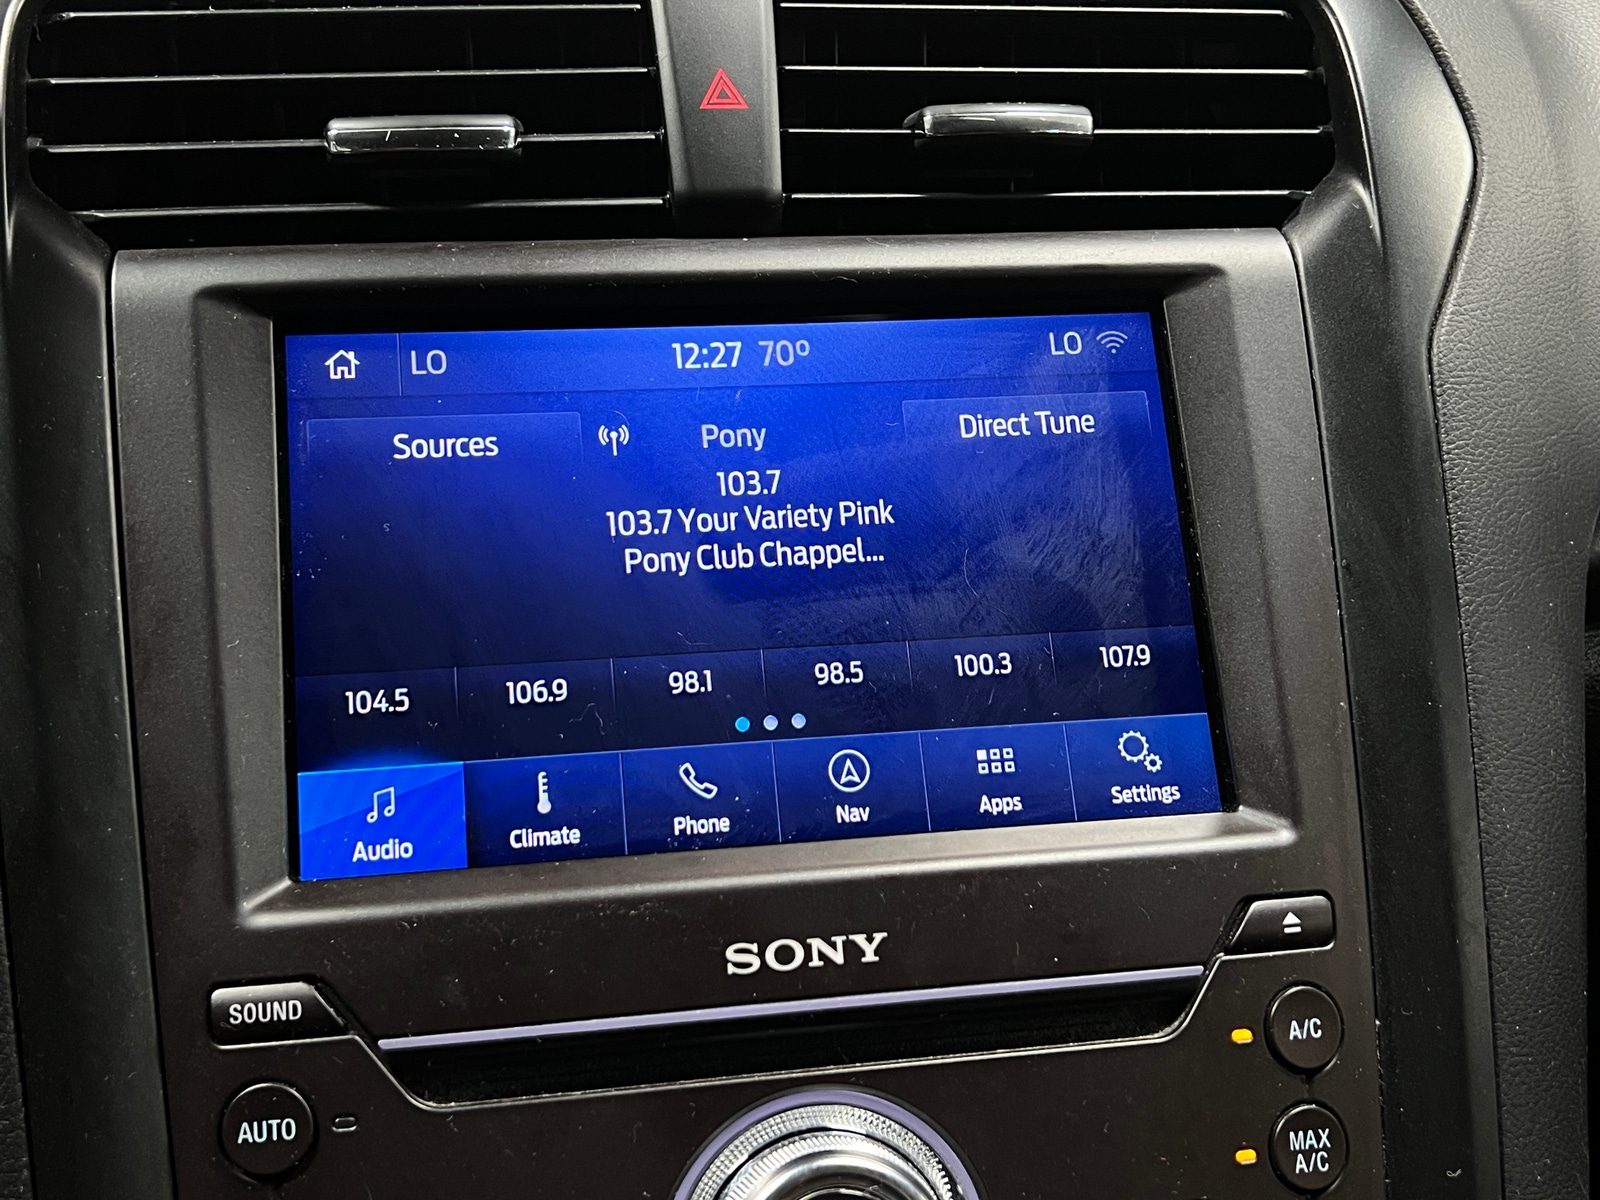 LO 12:27 70° LO
Sources Pony Direct Tune
103.7
103.7 Your Variety Pink
Pony Club Chappel...
104.5 106.9 98.1 98.5 100.3 107.9
Audio Climate Phone Nav Apps Settings
SONY
SOUND
A/C
AUTO
MAX
A/C